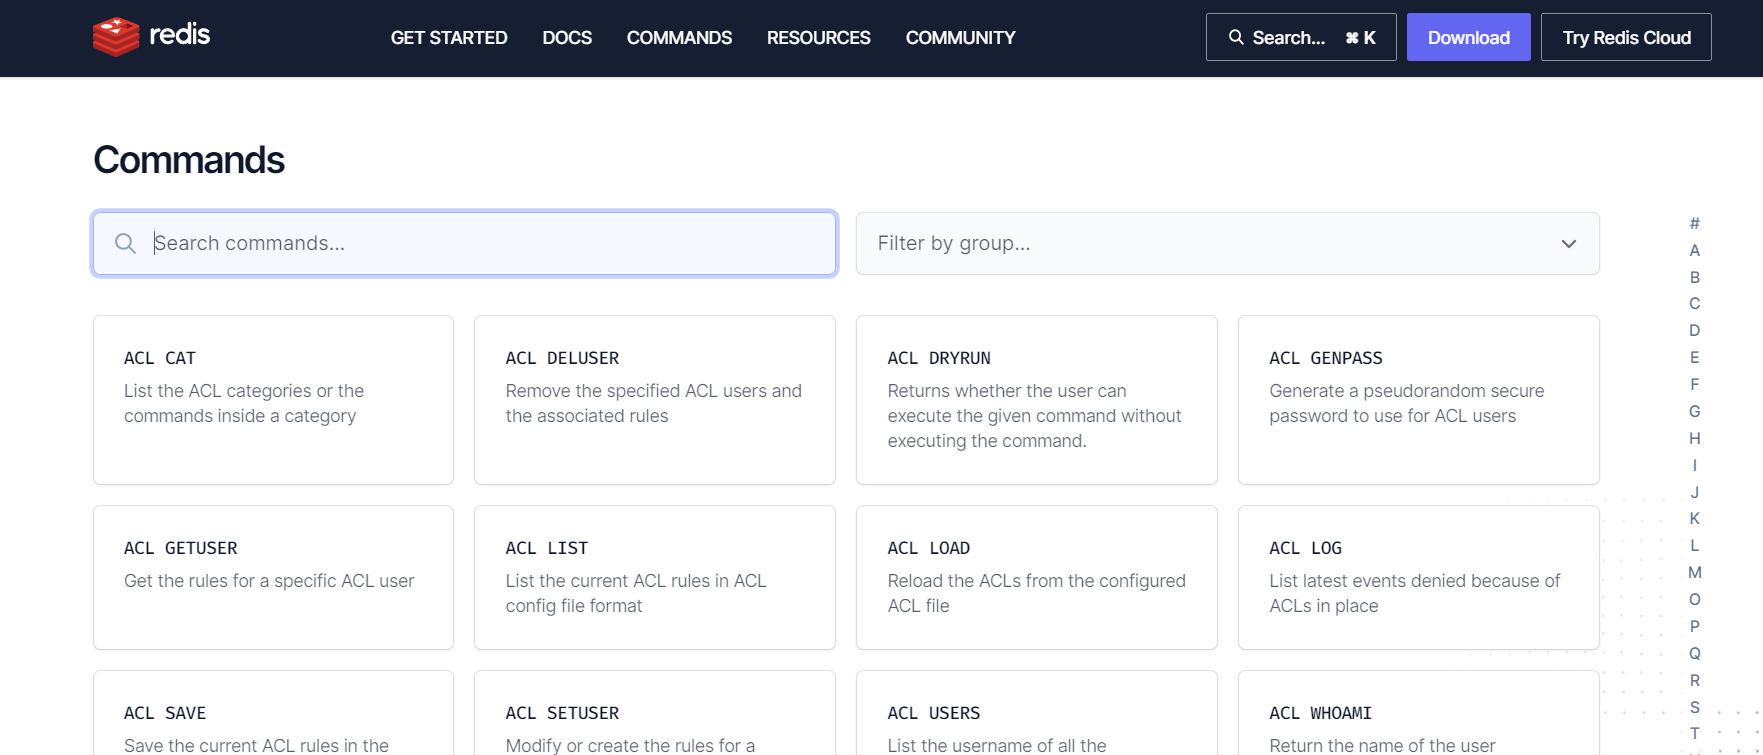 redis
GET STARTED
DOCS
COMMANDS
RESOURCES
COMMUNITY
Search... ⌘ K
Download
Try Redis Cloud
Commands
Search commands...
Filter by group...
ACL CAT
List the ACL categories or the
commands inside a category
ACL DELUSER
Remove the specified ACL users and
the associated rules
ACL DRYRUN
Returns whether the user can
execute the given command without
executing the command.
ACL GENPASS
Generate a pseudorandom secure
password to use for ACL users
ACL GETUSER
Get the rules for a specific ACL user
ACL LIST
List the current ACL rules in ACL
config file format
ACL LOAD
Reload the ACLs from the configured
ACL file
ACL LOG
List latest events denied because of
ACLs in place
ACL SAVE
Save the current ACL rules in the
ACL SETUSER
Modify or create the rules for a
ACL USERS
List the username of all the
ACL WHOAMI
Return the name of the user
#
A
B
C
D
E
F
G
H
I
J
K
L
M
O
P
Q
R
S
T